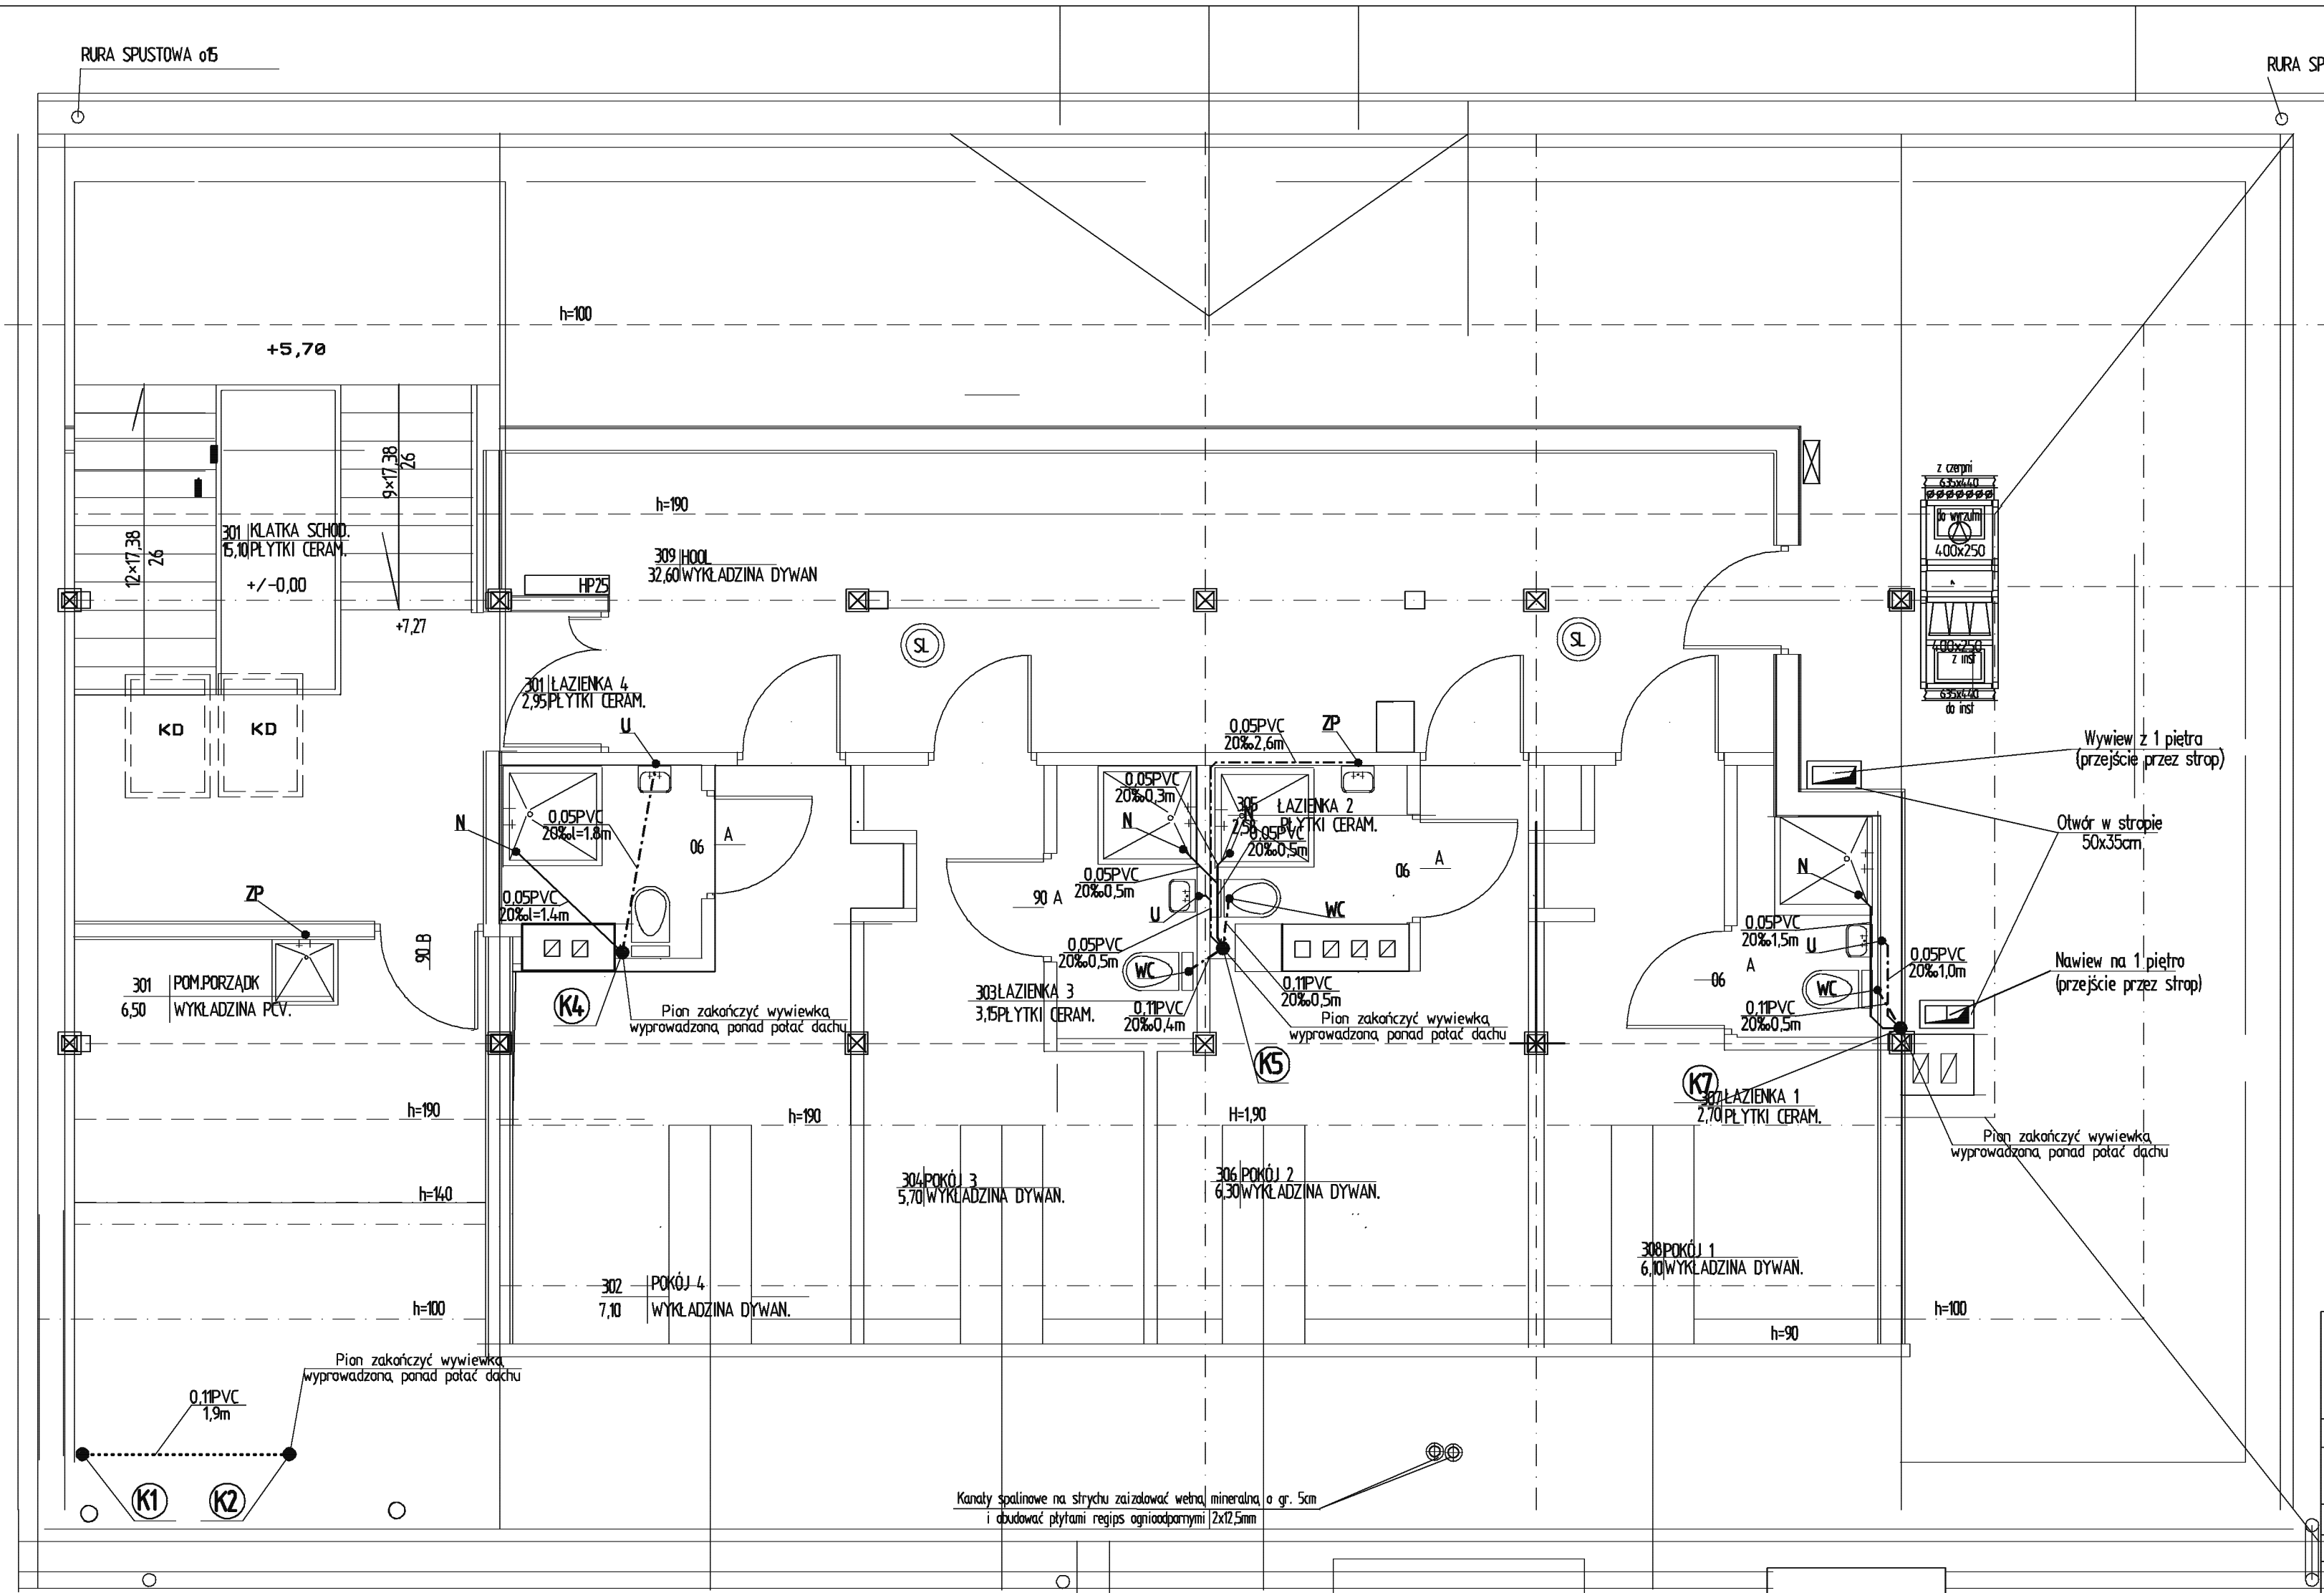 RURA SPUSTOWA o15
RURA SP
h=100
+5,70
12×17,38
26
9×17,38
26
301 KLATKA SCHOD.
15,10 PŁYTKI CERAM.
+/-0,00
+7,27
KD
KD
h=190
309 HOOL
32,60 WYKŁADZINA DYWAN
HP25
SL
SL
z czerpni
635x440
do wyrzutni
400x250
400x250
z inst
635x440
do inst
301 ŁAZIENKA 4
2,95 PŁYTKI CERAM.
U
N
0,05PVC
20‰l=1.8m
0,05PVC
20‰l=1.4m
06
A
ZP
90 B
301 POM.PORZĄDK
6,50 WYKŁADZINA PCV.
K4
Pion zakończyć wywiewką
wyprowadzoną ponad połać dachu
0,05PVC
20‰2,6m
ZP
0,05PVC
20‰0,3m
N
305 ŁAZIENKA 2
2,58 PŁYTKI CERAM.
N
0,05PVC
20‰0,5m
0,05PVC
20‰0,5m
90 A
U
WC
06
A
0,05PVC
20‰0,5m
WC
303 ŁAZIENKA 3
3,15 PŁYTKI CERAM.
0,11PVC
20‰0,4m
0,11PVC
20‰0,5m
Pion zakończyć wywiewką
wyprowadzoną ponad połać dachu
K5
Wywiew z 1 piętra
(przejście przez strop)
Otwór w stropie
50x35cm
N
0,05PVC
20‰1,5m
U
0,05PVC
20‰1,0m
06
A
WC
0,11PVC
20‰0,5m
Nawiew na 1 piętro
(przejście przez strop)
K7
307 ŁAZIENKA 1
2,70 PŁYTKI CERAM.
Pion zakończyć wywiewką
wyprowadzoną ponad połać dachu
h=190
h=190
H=1,90
h=140
304 POKÓJ 3
5,70 WYKŁADZINA DYWAN.
306 POKÓJ 2
6,30 WYKŁADZINA DYWAN.
308 POKÓJ 1
6,10 WYKŁADZINA DYWAN.
302 POKÓJ 4
7,10 WYKŁADZINA DYWAN.
h=100
h=100
h=90
Pion zakończyć wywiewką
wyprowadzoną ponad połać dachu
0,11PVC
1,9m
K1
K2
Kanały spalinowe na strychu zaizolować wełną mineralną o gr. 5cm
i obudować płytami regips ognioodpornymi 2x12,5mm